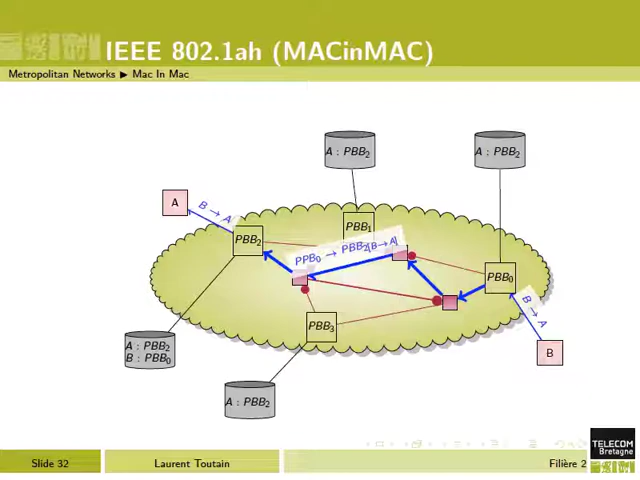 IEEE 802.1ah (MACinMAC)
Metropolitan Networks ▶ Mac In Mac
A : PBB2
A : PBB2
A
B → A
PBB1
PBB2
PPB0 → PBB2[B→A]
PBB0
B → A
PBB3
A : PBB2
B : PBB0
B
A : PBB2
TELECOM
Bretagne
Slide 32
Laurent Toutain
Filière 2